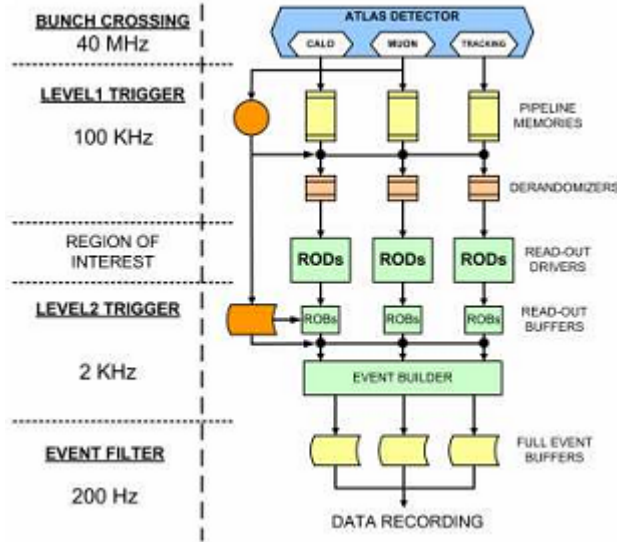 BUNCH CROSSING
40 MHz
ATLAS DETECTOR
CALO
MUON
TRACKING
LEVEL1 TRIGGER
100 KHz
PIPELINE
MEMORIES
DERANDOMIZERS
REGION OF
INTEREST
RODs
RODs
RODs
READ-OUT
DRIVERS
LEVEL2 TRIGGER
2 KHz
ROBs
ROBs
ROBs
READ-OUT
BUFFERS
EVENT BUILDER
EVENT FILTER
200 Hz
FULL EVENT
BUFFERS
DATA RECORDING